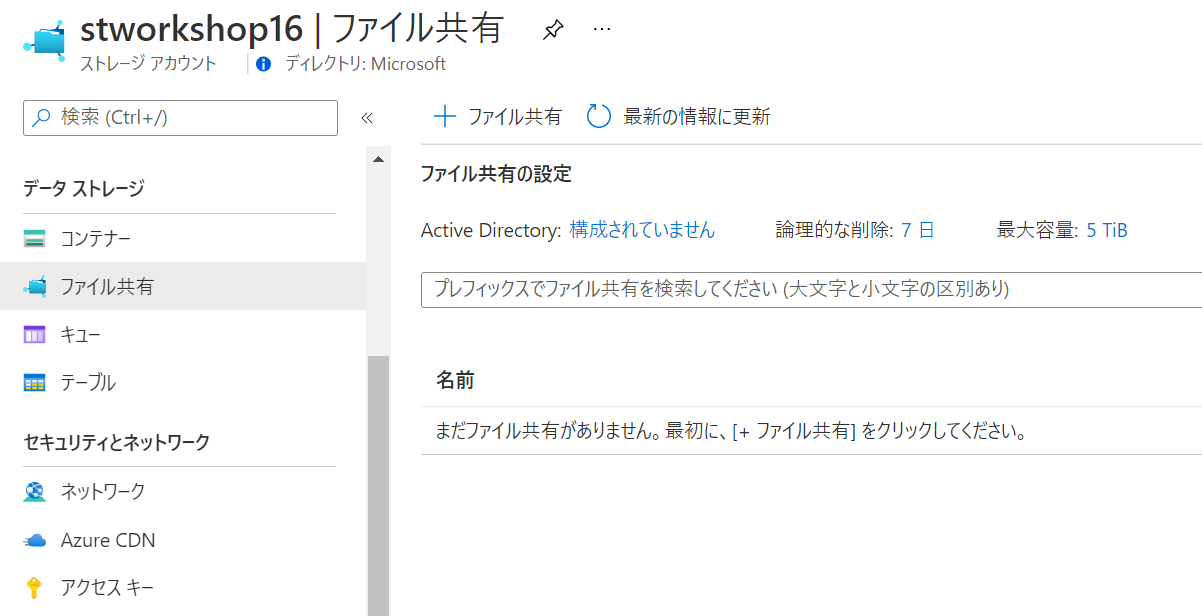 stworkshop16 | ファイル共有 ...
ストレージ アカウント ディレクトリ: Microsoft
検索 (Ctrl+/) «
データ ストレージ
コンテナー
ファイル共有
キュー
テーブル
セキュリティとネットワーク
ネットワーク
Azure CDN
アクセス キー
+ ファイル共有 最新の情報に更新
ファイル共有の設定
Active Directory: 構成されていません 論理的な削除: 7 日 最大容量: 5 TiB
プレフィックスでファイル共有を検索してください (大文字と小文字の区別あり)
名前
まだファイル共有がありません。最初に、[+ ファイル共有] をクリックしてください。